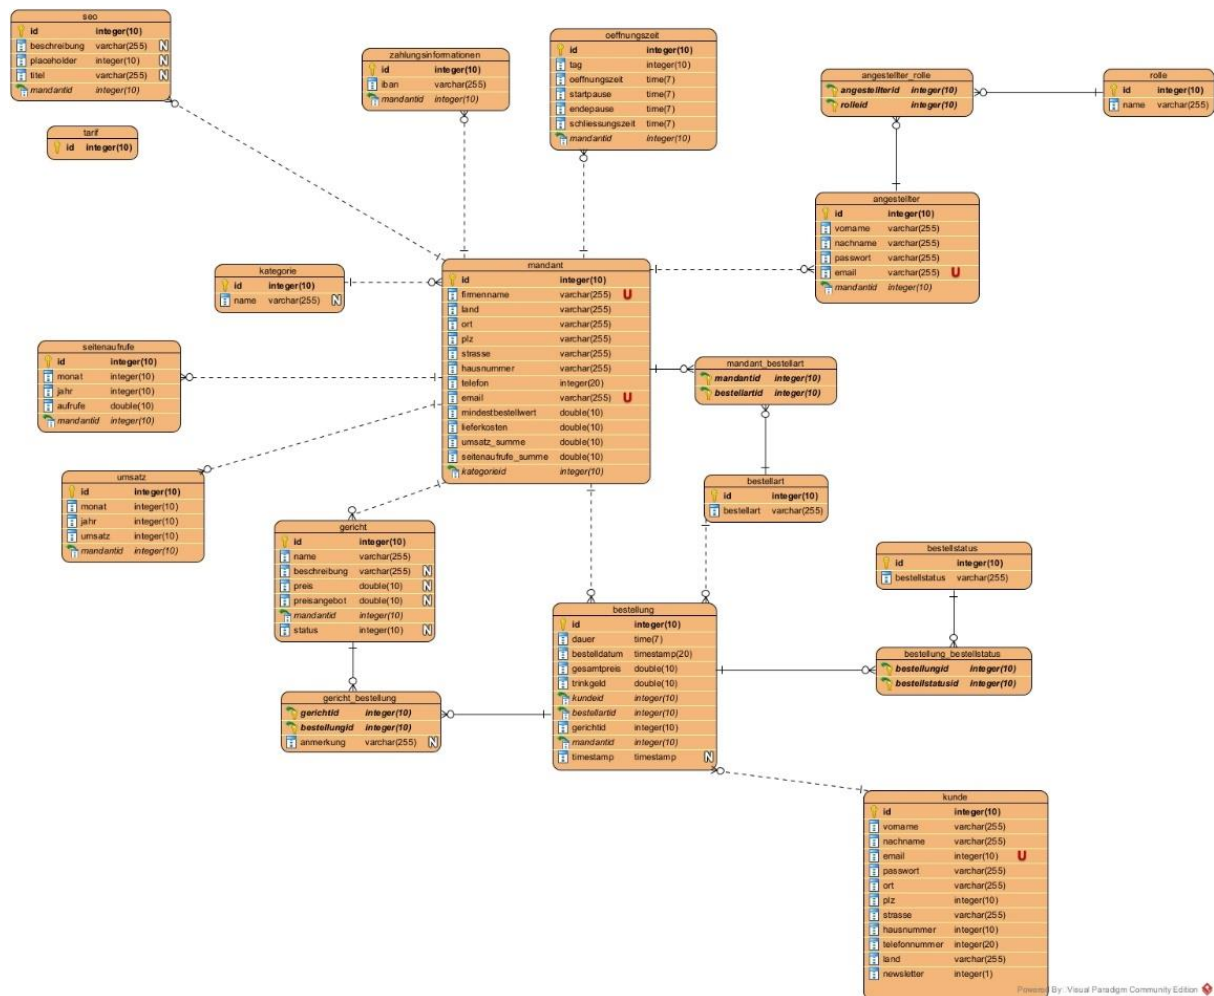 seo
id integer(10)
beschreibung varchar(255) N
placeholder integer(10) N
titel varchar(255) N
mandantid integer(10)
tarif
id integer(10)
zahlungsinformationen
id integer(10)
iban varchar(255)
mandantid integer(10)
oeffnungszeit
id integer(10)
tag integer(10)
oeffnungszeit time(7)
startpause time(7)
endepause time(7)
schliessungszeit time(7)
mandantid integer(10)
angestellter_rolle
angestellterid integer(10)
rolleid integer(10)
rolle
id integer(10)
name varchar(255)
angestellter
id integer(10)
vorname varchar(255)
nachname varchar(255)
passwort varchar(255)
email varchar(255) U
mandantid integer(10)
kategorie
id integer(10)
name varchar(255) N
mandant
id integer(10)
firmenname varchar(255) U
land varchar(255)
ort varchar(255)
plz varchar(255)
strasse varchar(255)
hausnummer varchar(255)
telefon integer(20)
email varchar(255) U
mindestbestellwert double(10)
lieferkosten double(10)
umsatz_summe double(10)
seitenaufrufe_summe double(10)
kategorieid integer(10)
seitenaufrufe
id integer(10)
monat integer(10)
jahr integer(10)
aufrufe double(10)
mandantid integer(10)
mandant_bestellart
mandantid integer(10)
bestellartid integer(10)
umsatz
id integer(10)
monat integer(10)
jahr integer(10)
umsatz integer(10)
mandantid integer(10)
bestellart
id integer(10)
bestellart varchar(255)
gericht
id integer(10)
name varchar(255)
beschreibung varchar(255) N
preis double(10) N
preisangebot double(10) N
mandantid integer(10)
status integer(10) N
bestellstatus
id integer(10)
bestellstatus varchar(255)
bestellung
id integer(10)
dauer time(7)
bestelldatum timestamp(20)
gesamtpreis double(10)
trinkgeld double(10)
kundeid integer(10)
bestellartid integer(10)
gerichtid integer(10)
mandantid integer(10)
timestamp timestamp N
bestellung_bestellstatus
bestellungid integer(10)
bestellstatusid integer(10)
gericht_bestellung
gerichtid integer(10)
bestellungid integer(10)
anmerkung varchar(255) N
kunde
id integer(10)
vorname varchar(255)
nachname varchar(255)
email integer(10) U
passwort varchar(255)
ort varchar(255)
plz integer(10)
strasse varchar(255)
hausnummer integer(10)
telefonnummer integer(20)
land varchar(255)
newsletter integer(1)
Powered By: Visual Paradigm Community Edition